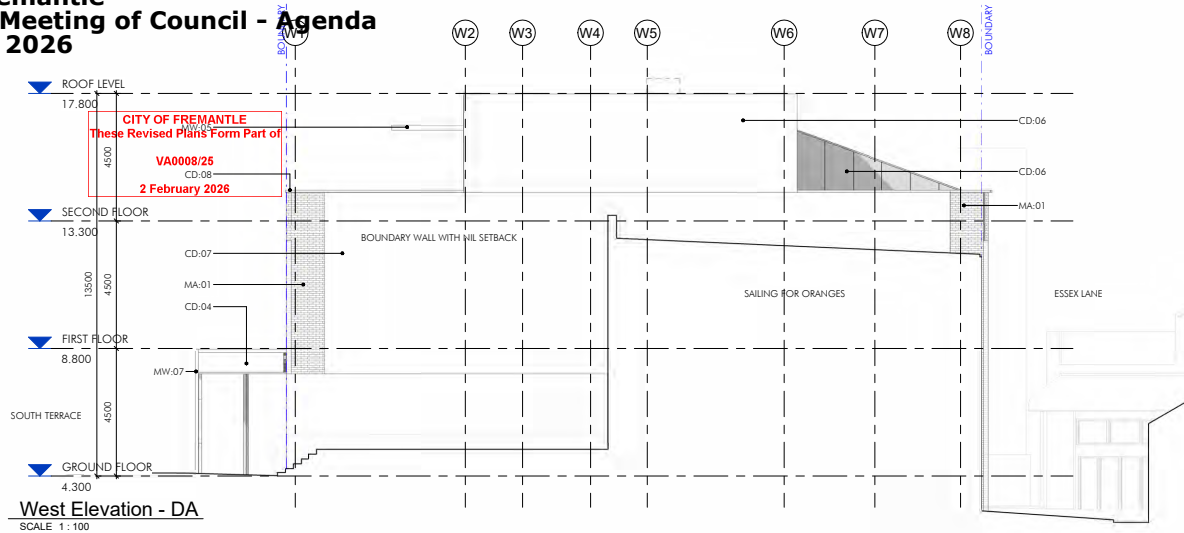 Meeting of Council - Agenda
2026
BOUNDARY
W1
W2
W3
W4
W5
W6
W7
W8
BOUNDARY
ROOF LEVEL
17.800
CITY OF FREMANTLE
These Revised Plans Form Part of
VA0008/25
2 February 2026
MW:05
CD:06
4500
CD:08
CD:06
MA:01
SECOND FLOOR
13.300
BOUNDARY WALL WITH NIL SETBACK
CD:07
13500
4500
MA:01
SAILING FOR ORANGES
ESSEX LANE
CD:04
FIRST FLOOR
8.800
MW:07
SOUTH TERRACE
4500
GROUND FLOOR
4.300
West Elevation - DA
SCALE 1 : 100